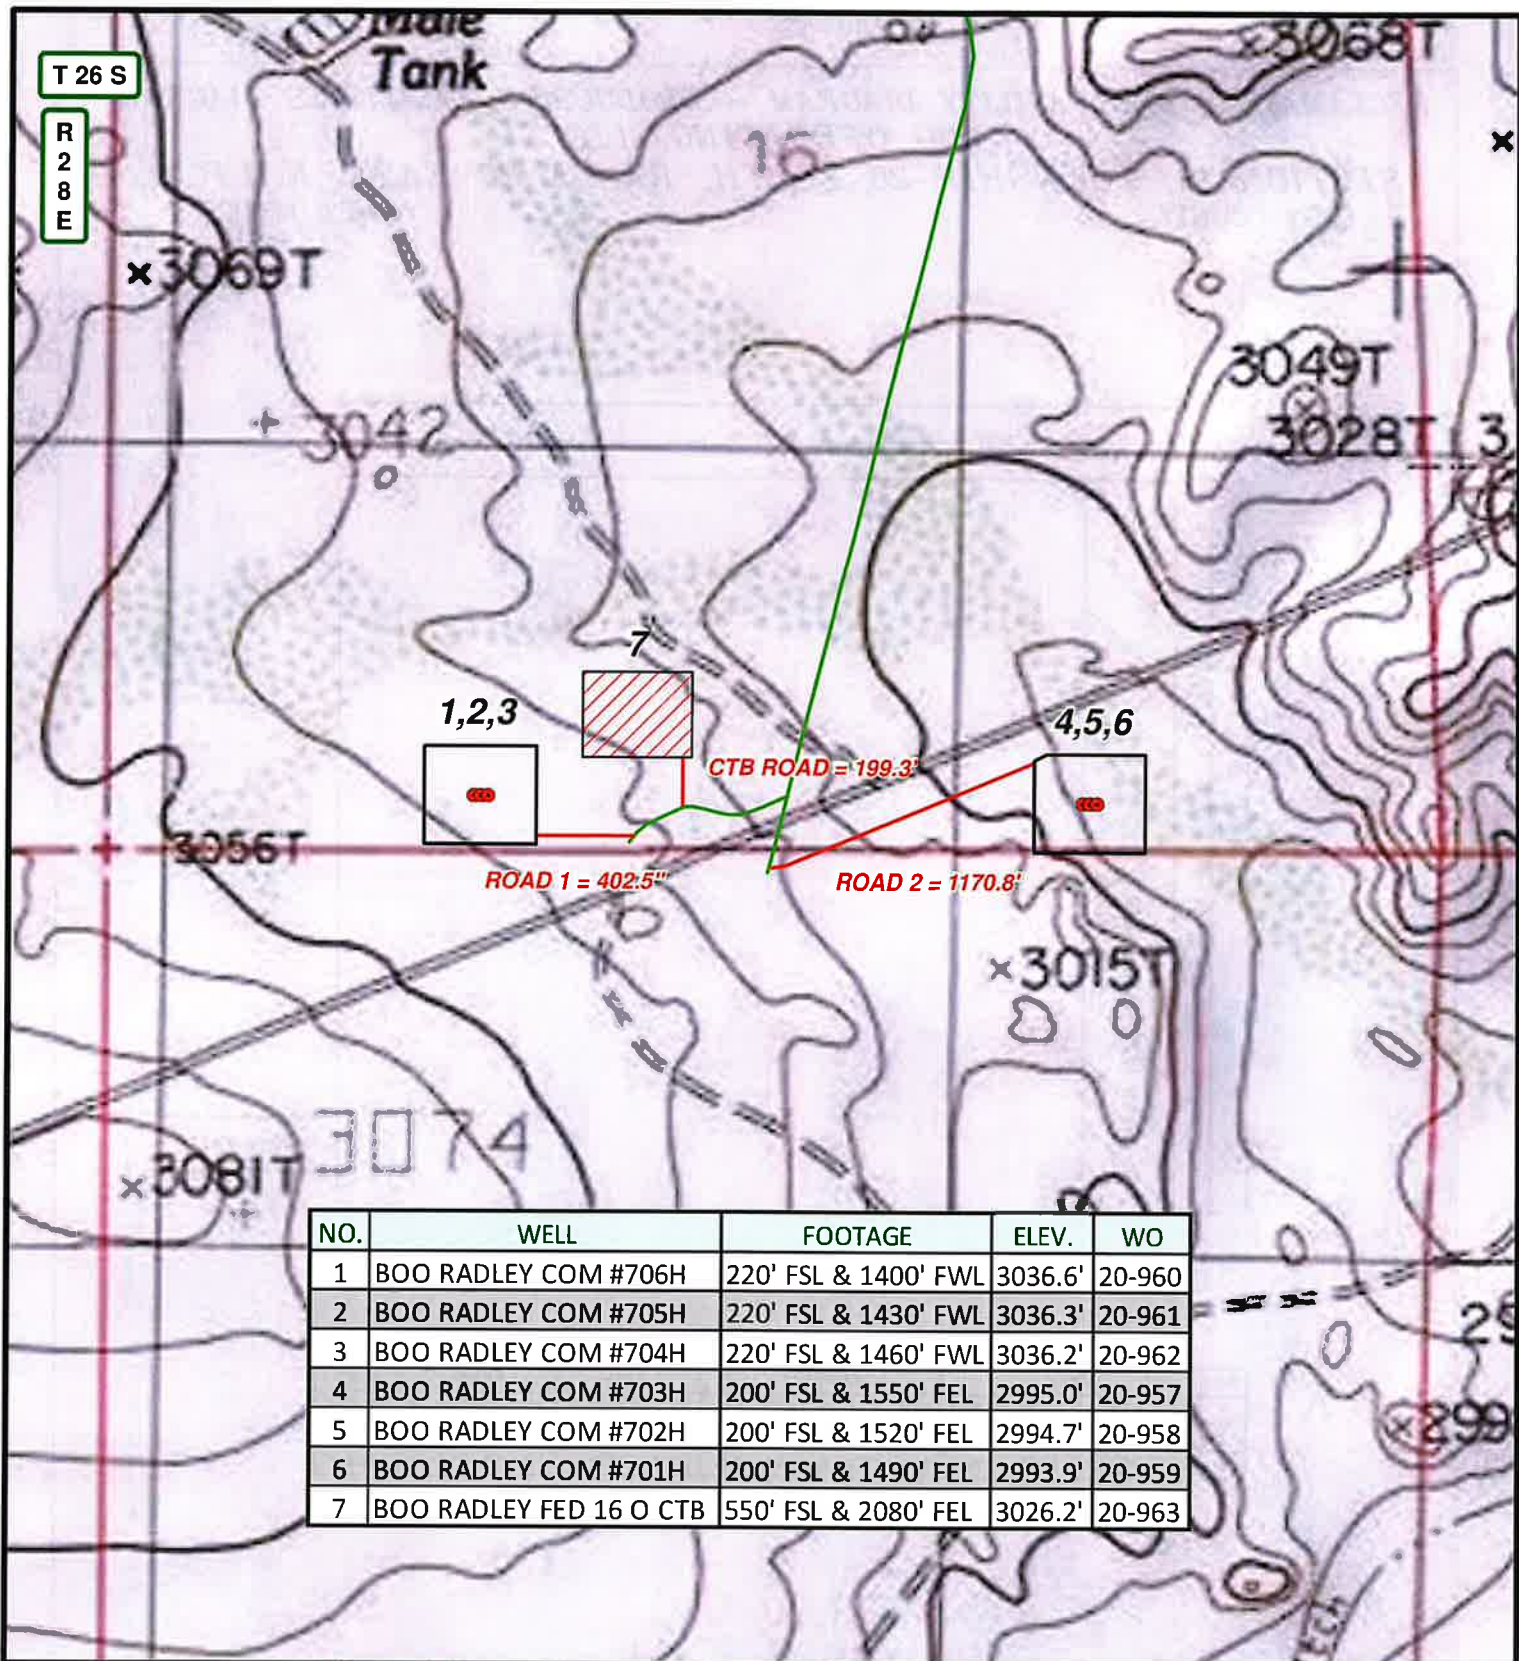 Tank
T 26 S
R
2
8
E
3068T
3069T
3049T
3042
3028T
7
1,2,3
4,5,6
CTB ROAD = 199.3'
3056T
ROAD 1 = 402.5"
ROAD 2 = 1170.8'
3015T
3074
3081T
NO. WELL FOOTAGE ELEV. WO
1 BOO RADLEY COM #706H 220' FSL & 1400' FWL 3036.6' 20-960
2 BOO RADLEY COM #705H 220' FSL & 1430' FWL 3036.3' 20-961
3 BOO RADLEY COM #704H 220' FSL & 1460' FWL 3036.2' 20-962
4 BOO RADLEY COM #703H 200' FSL & 1550' FEL 2995.0' 20-957
5 BOO RADLEY COM #702H 200' FSL & 1520' FEL 2994.7' 20-958
6 BOO RADLEY COM #701H 200' FSL & 1490' FEL 2993.9' 20-959
7 BOO RADLEY FED 16 O CTB 550' FSL & 2080' FEL 3026.2' 20-963